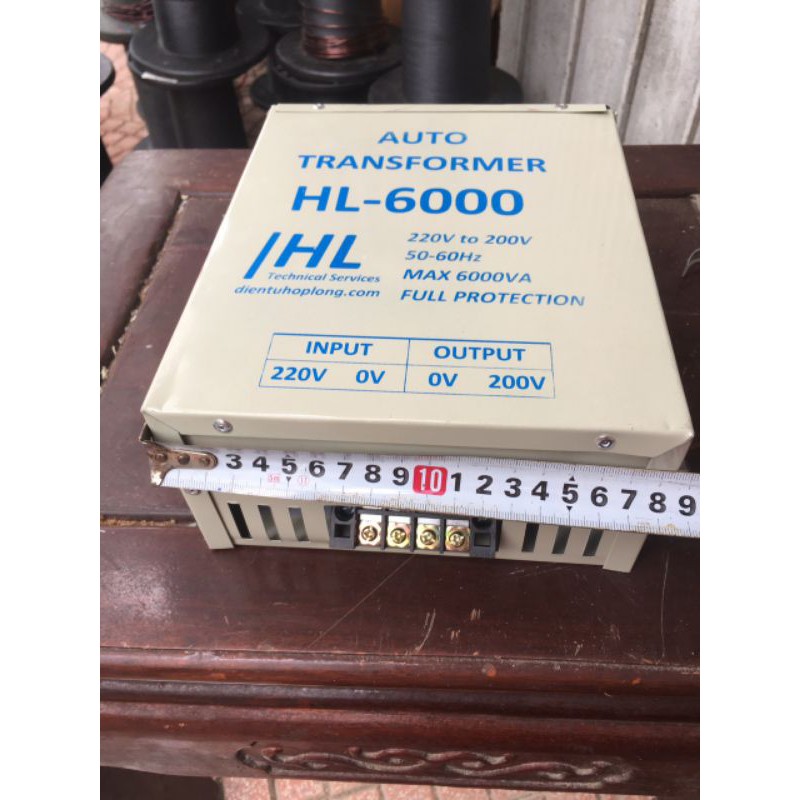 AUTO
TRANSFORMER
HL-6000
HL
Technical Services
dientuhoplong.com
220V to 200V
50-60Hz
MAX 6000VA
FULL PROTECTION
INPUT OUTPUT
220V 0V 0V 200V
3 4 5 6 7 8 9 10 1 2 3 4 5 6 7 8 9